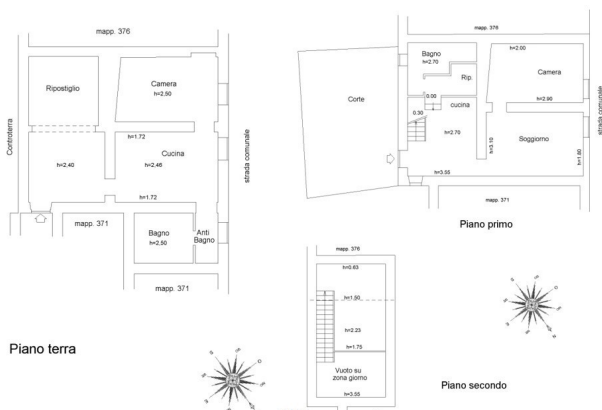 mapp. 376
Ripostiglio
Camera
h=2,50
Controterra
h=1.72
Cucina
h=2,40
h=2,46
strada comunale
h=1.72
mapp. 371
Bagno
h=2,50
Anti
Bagno
mapp. 371
Piano terra
mapp. 376
Bagno
h=2.70
h=2.00
Rip.
Camera
Corte
0.00
cucina
h=2.90
0.30
h=2.70
h=3.10
Soggiorno
h=1.80
strada comunale
h=3.55
mapp. 371
Piano primo
mapp. 376
h=0.63
h=1.50
h=2.23
h=1.75
Vuoto su
zona giorno
h=3.55
Piano secondo